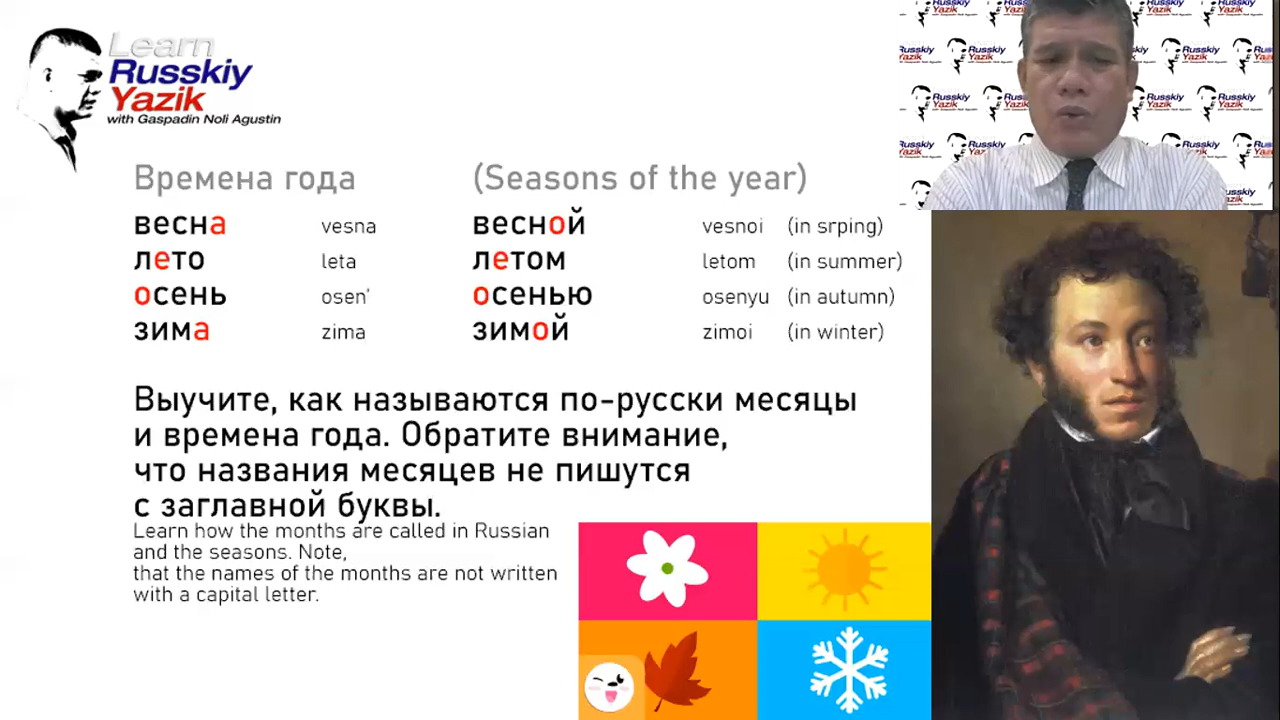 Learn
Russkiy
Yazik
with Gaspadin Noli Agustin
Времена года (Seasons of the year)
весна vesna весной vesnoi (in srping)
лето leta летом letom (in summer)
осень osen’ осенью osenyu (in autumn)
зима zima зимой zimoi (in winter)
Выучите, как называются по-русски месяцы
и времена года. Обратите внимание,
что названия месяцев не пишутся
с заглавной буквы.
Learn how the months are called in Russian
and the seasons. Note,
that the names of the months are not written
with a capital letter.